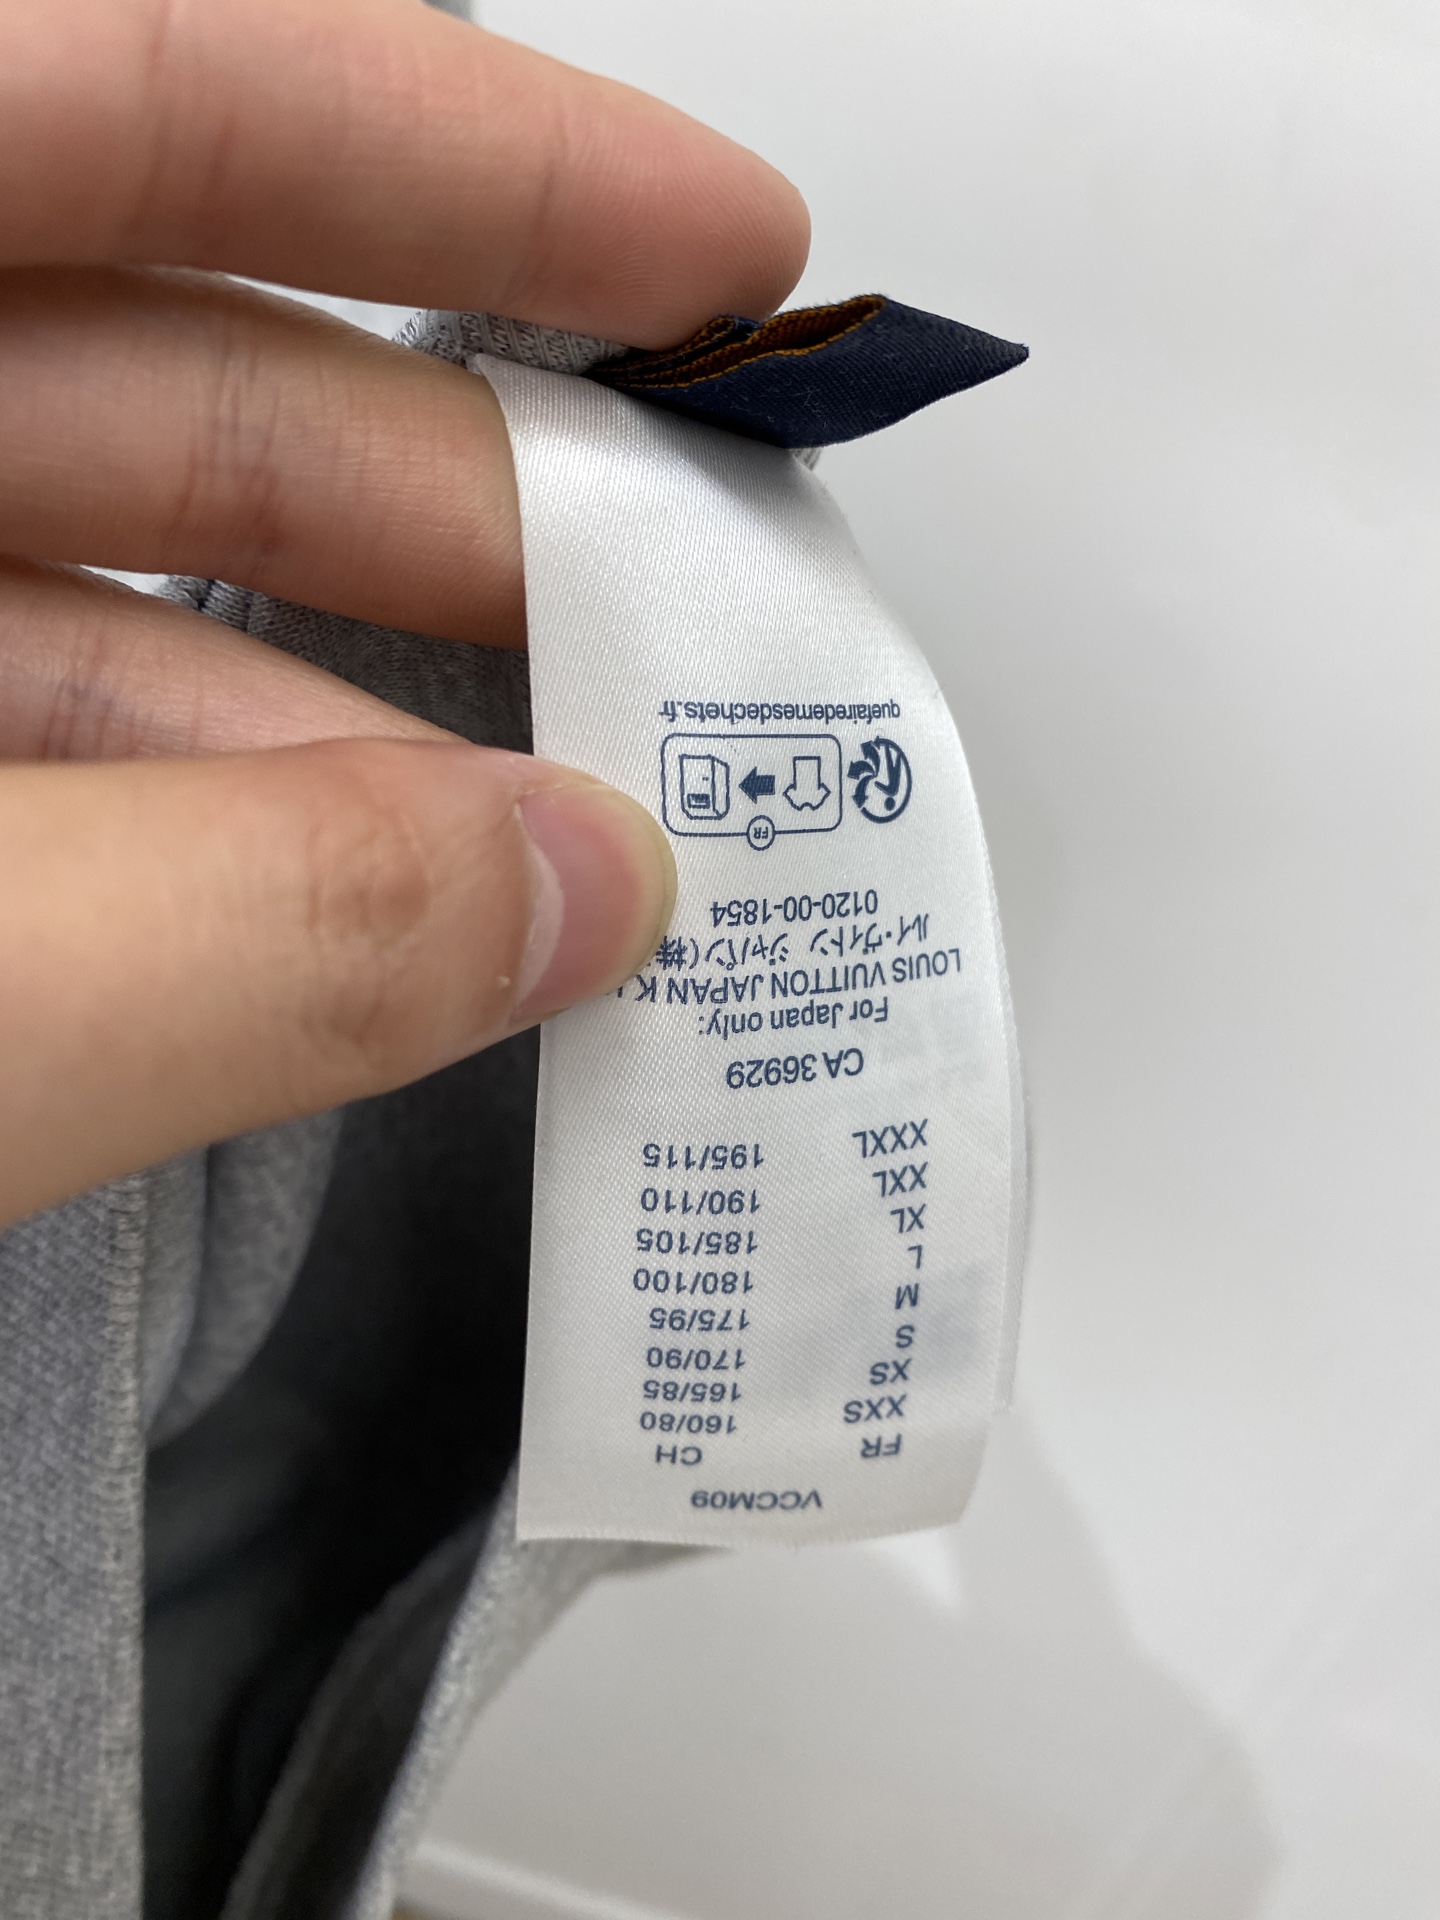 VCCM09
FR CH
XXS 160/80
XS 165/85
S 170/90
M 175/95
L 180/100
XL 185/105
XXL 190/110
XXXL 195/115
CA 36929
For Japan only:
LOUIS VUITTON JAPAN K
ルイ・ヴィトン ジャパン(株
0120-00-1854
FR
quefairedemesdechets.fr